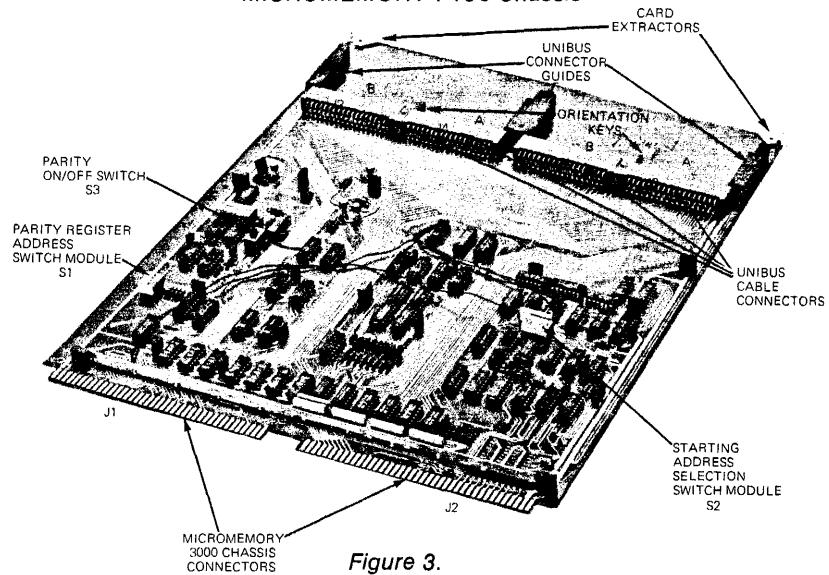 CARD
EXTRACTORS
UNIBUS
CONNECTOR
GUIDES
B
A
ORIENTATION
KEYS
B
A
PARITY
ON/OFF SWITCH
S3
PARITY REGISTER
ADDRESS
SWITCH MODULE
S1
UNIBUS
CABLE
CONNECTORS
J1
STARTING
ADDRESS
SELECTION
SWITCH MODULE
S2
J2
MICROMEMORY
3000 CHASSIS
CONNECTORS
Figure 3.